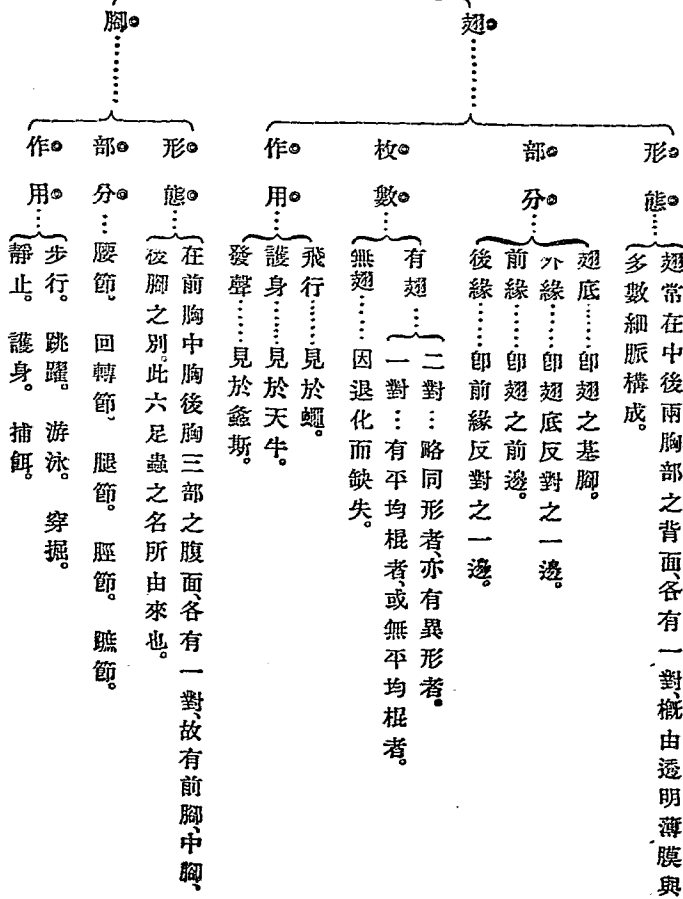 翅
形態
翅常在中後兩胸部之背面、各有一對、槪由透明薄膜與
多數細脈構成。
部分
翅底……卽翅之基脚。
外緣……卽翅底反對之一邊。
前緣……卽翅之前邊。
後緣……卽前緣反對之一邊。
枚數
有翅……
二對…略同形者、亦有異形者。
一對…有平均棍者、或無平均棍者。
無翅……因退化而缺失。
作用
飛行……見於蠅。
護身……見於天牛。
發聲……見於螽斯。
腳
形態
在前胸中胸後胸三部之腹面、各有一對、故有前腳、中腳、
後腳之別。此六足蟲之名所由來也。
部分
腰節。回轉節。腿節。脛節。蹠節。
作用
步行。跳躍。游泳。穿掘。
靜止。護身。捕餌。